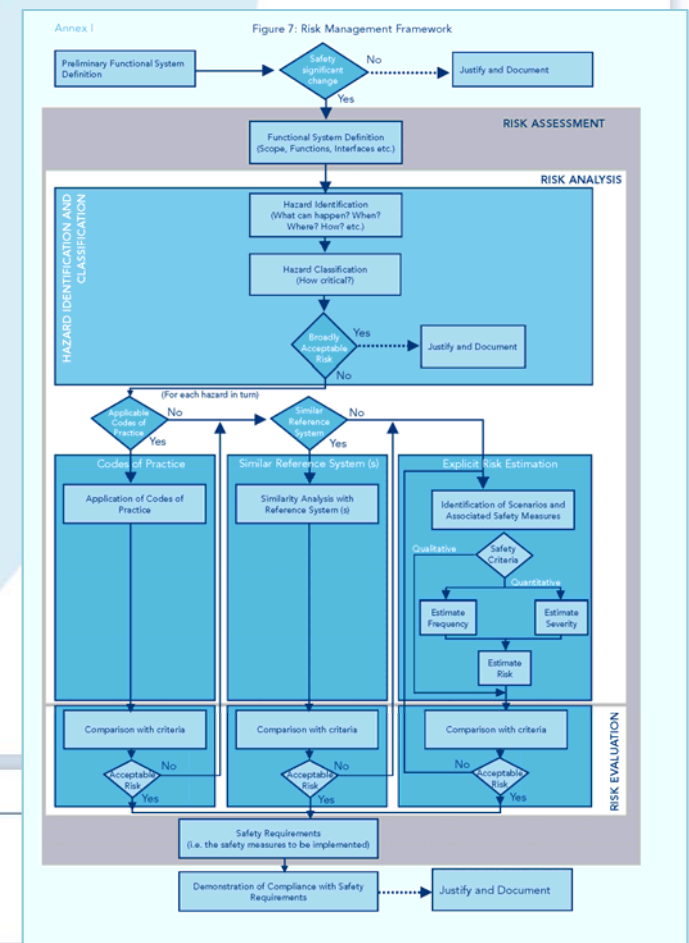 Annex I
Figure 7: Risk Management Framework
Preliminary Functional System
Definition
Safety
significant
change
No
Justify and Document
Yes
RISK ASSESSMENT
Functional System Definition
(Scope, Functions, Interfaces etc.)
RISK ANALYSIS
HAZARD IDENTIFICATION AND
CLASSIFICATION
Hazard Identification
(What can happen? When?
Where? How? etc.)
Hazard Classification
(How critical?)
Broadly
Acceptable
Risk
Yes
Justify and Document
No
(For each hazard in turn)
Applicable
Codes of
Practice
No
Yes
Similar
Reference
System
No
Yes
Codes of Practice
Similar Reference System (s)
Explicit Risk Estimation
Application of Codes of
Practice
Similarity Analysis with
Reference System (s)
Identification of Scenarios and
Associated Safety Measures
Qualitative
Safety
Criteria
Quantitative
Estimate
Frequency
Estimate
Severity
Estimate
Risk
RISK EVALUATION
Comparison with criteria
Comparison with criteria
Comparison with criteria
Acceptable
Risk
No
Yes
Acceptable
Risk
No
Yes
No
Acceptable
Risk
Yes
Safety Requirements
(i.e. the safety measures to be implemented)
Demonstration of Compliance with Safety
Requirements
Justify and Document